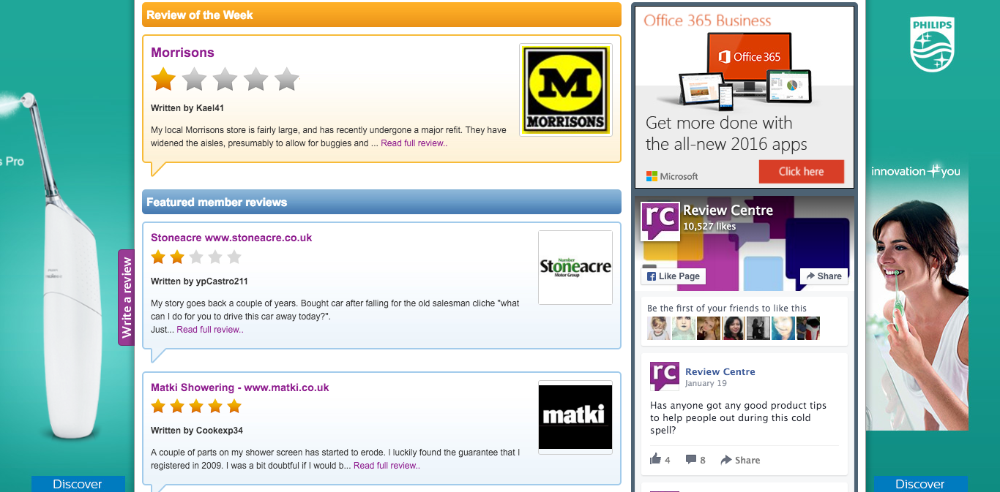 Review of the Week
Morrisons
M
MORRISONS
Written by Kael41
My local Morrisons store is fairly large, and has recently undergone a major refit. They have
widened the aisles, presumably to allow for buggies and ... Read full review..
Featured member reviews
Stoneacre www.stoneacre.co.uk
Number
Stoneacre
Motor Group
Written by ypCastro211
My story goes back a couple of years. Bought car after falling for the old salesman cliche "what
can I do for you to drive this car away today?".
Just... Read full review..
Matki Showering - www.matki.co.uk
matki
Written by Cookexp34
A couple of parts on my shower screen has started to erode. I luckily found the guarantee that I
registered in 2009. I was a bit doubtful if I would b... Read full review..
s Pro
Write a review
Discover
Office 365 Business
Office 365
Get more done with
the all-new 2016 apps
Microsoft
Click here
rc
Review Centre
10,527 likes
Like Page
Share
Be the first of your friends to like this
rc
Review Centre
January 19
Has anyone got any good product tips
to help people out during this cold
spell?
4 8 Share
PHILIPS
innovation you
Discover